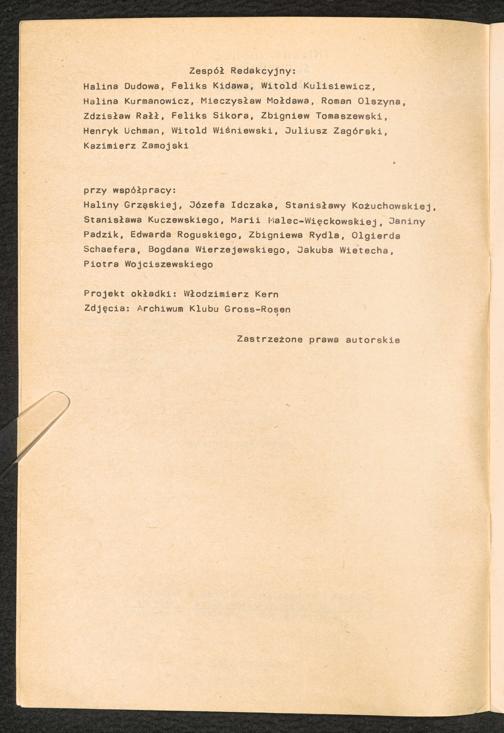 Zespół Redakcyjny:
Halina Dudowa, Feliks Kidawa, Witold Kulisiewicz,
Halina Kurmanowicz, Mieczysław Mołdawa, Roman Olszyna,
Zdzisław Rałł, Feliks Sikora, Zbigniew Tomaszewski,
Henryk Uchman, Witold Wiśniewski, Juliusz Zagórski,
Kazimierz Zamojski
przy współpracy:
Haliny Grząskiej, Józefa Idczaka, Stanisławy Kożuchowskiej,
Stanisława Kuczewskiego, Marii Malec-Więckowskiej, Janiny
Padzik, Edwarda Roguskiego, Zbigniewa Rydla, Olgierda
Schaefera, Bogdana Wierzejewskiego, Jakuba Wietecha,
Piotra Wojciszewskiego
Projekt okładki: Włodzimierz Kern
Zdjęcia: Archiwum Klubu Gross-Rosen
Zastrzeżone prawa autorskie